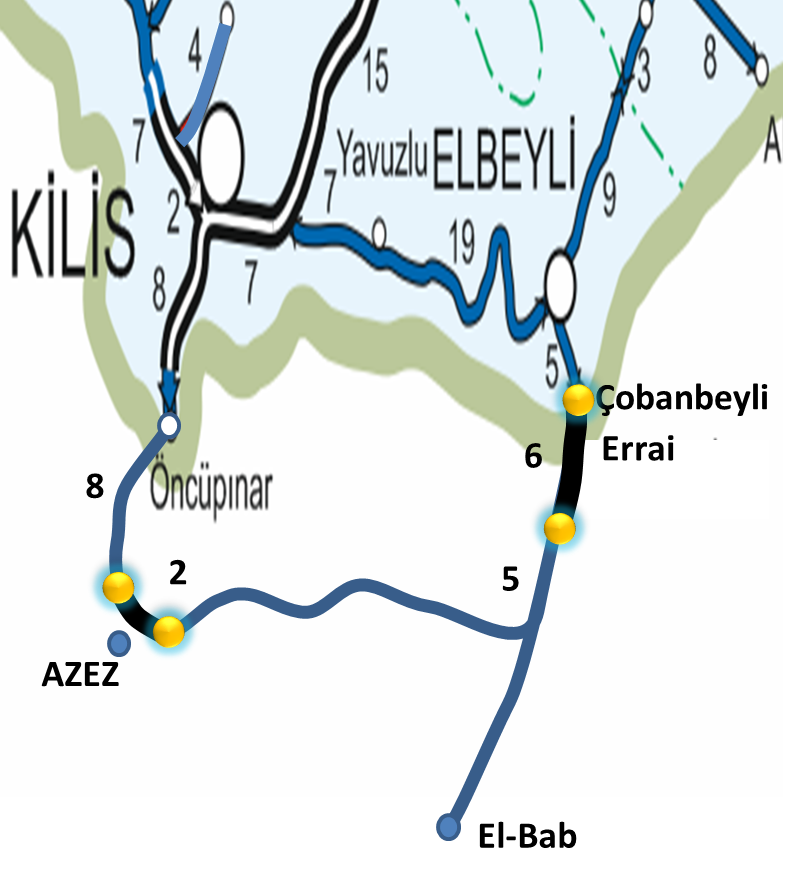 4
15
3
8
7
A
Yavuzlu
ELBEYLİ
7
2
9
KİLİS
19
8
7
5
Çobanbeyli
Errai
6
8
Öncüpınar
2
5
AZEZ
El-Bab